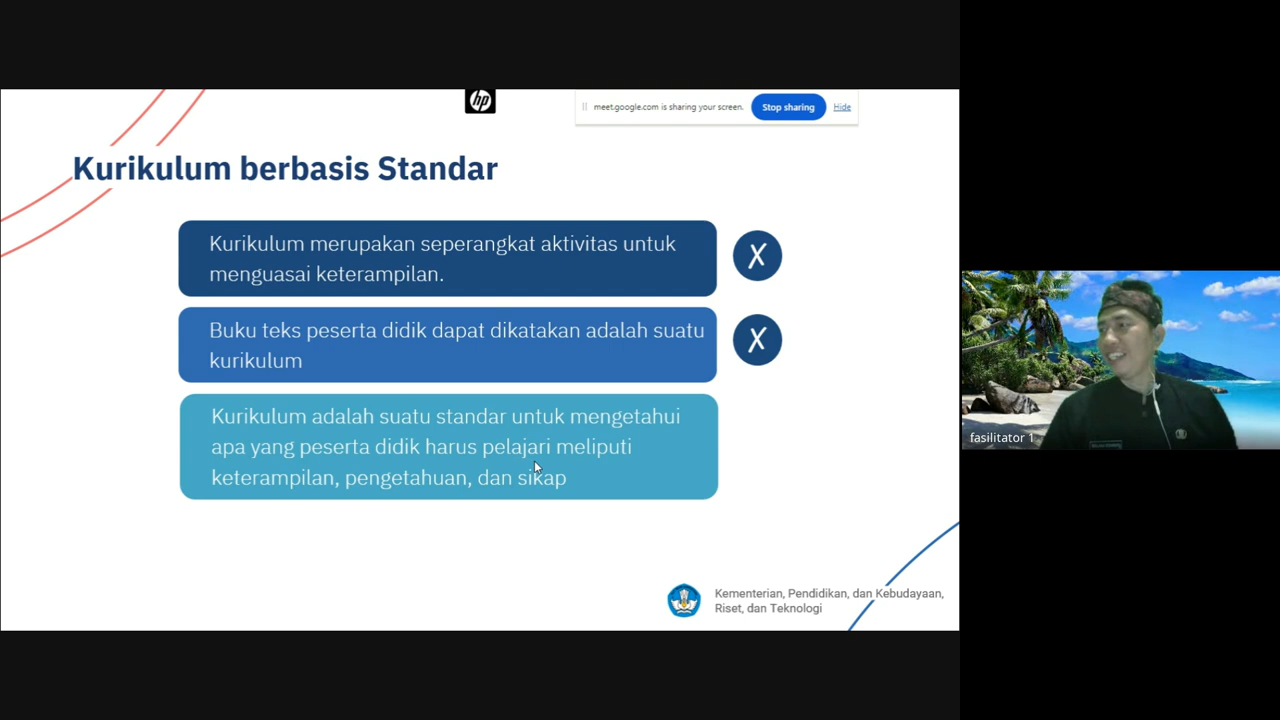 hp
meet.google.com is sharing your screen.
Stop sharing
Hide
Kurikulum berbasis Standar
Kurikulum merupakan seperangkat aktivitas untuk
menguasai keterampilan.
X
Buku teks peserta didik dapat dikatakan adalah suatu
kurikulum
X
Kurikulum adalah suatu standar untuk mengetahui
apa yang peserta didik harus pelajari meliputi
keterampilan, pengetahuan, dan sikap
Kementerian, Pendidikan, dan Kebudayaan,
Riset, dan Teknologi
fasilitator 1